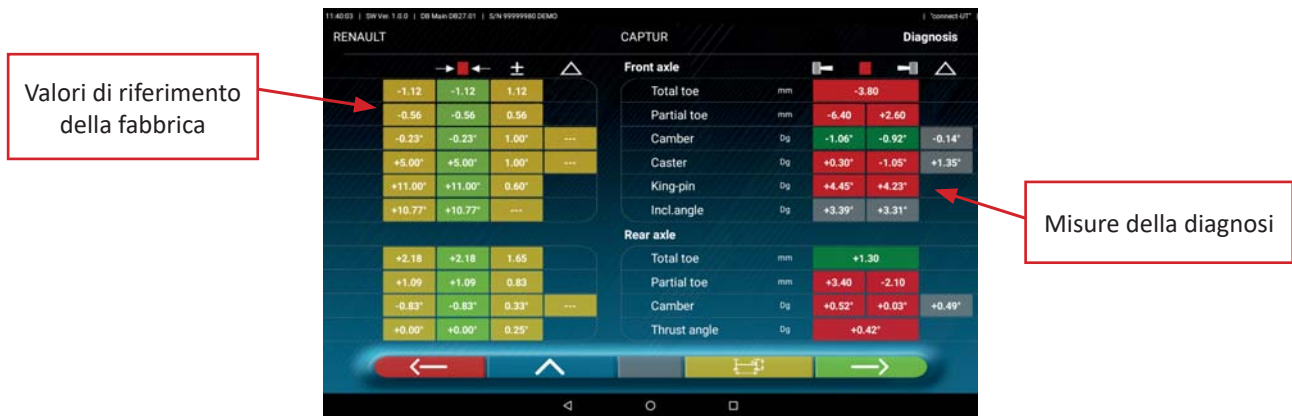 11:40:03 | SW Ver. 1.0.0 | DB Main DB27.01 | S/N 99999980 DEMO | "connect-UT"
RENAULT CAPTUR Diagnosis
± Front axle
-1.12 -1.12 1.12 Total toe mm -3.80
-0.56 -0.56 0.56 Partial toe mm -6.40 +2.60
-0.23° -0.23° 1.00° --- Camber Dg -1.06° -0.92° -0.14°
+5.00° +5.00° 1.00° --- Caster Dg +0.30° -1.05° +1.35°
+11.00° +11.00° 0.60° King-pin Dg +4.45° +4.23°
+10.77° +10.77° --- Incl.angle Dg +3.39° +3.31°
Rear axle
+2.18 +2.18 1.65 Total toe mm +1.30
+1.09 +1.09 0.83 Partial toe mm +3.40 -2.10
-0.83° -0.83° 0.33° --- Camber Dg +0.52° +0.03° +0.49°
+0.00° +0.00° 0.25° Thrust angle Dg +0.42°
Valori di riferimento
della fabbrica
Misure della diagnosi